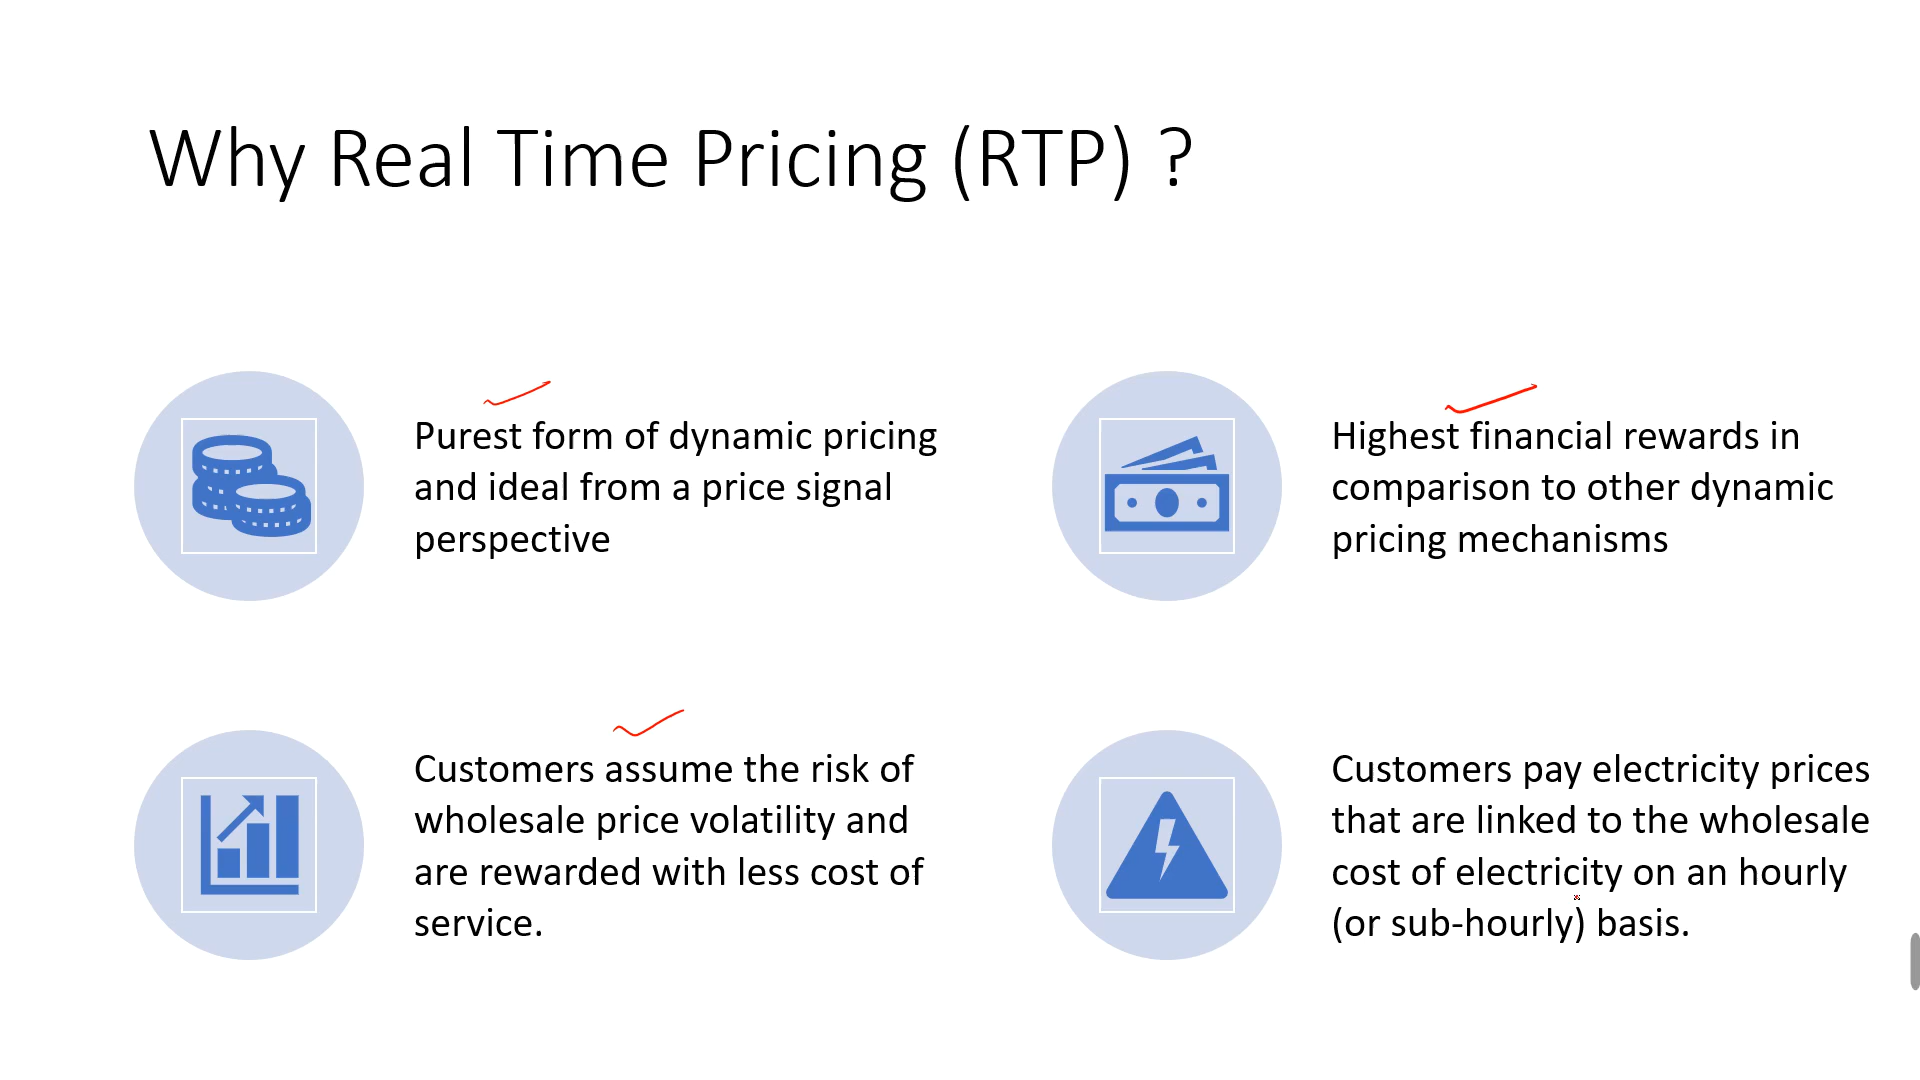 Why Real Time Pricing (RTP) ?
Purest form of dynamic pricing
and ideal from a price signal
perspective
Highest financial rewards in
comparison to other dynamic
pricing mechanisms
Customers assume the risk of
wholesale price volatility and
are rewarded with less cost of
service.
Customers pay electricity prices
that are linked to the wholesale
cost of electricity on an hourly
(or sub-hourly) basis.